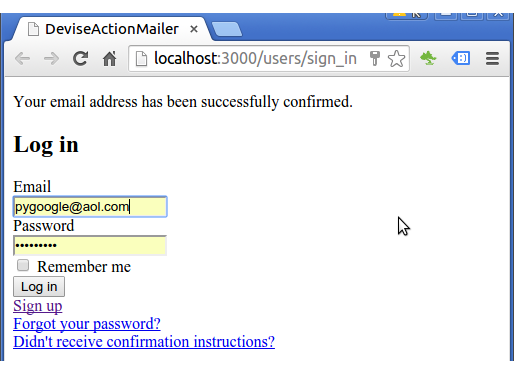 DeviseActionMailer
localhost:3000/users/sign_in
Your email address has been successfully confirmed.
Log in
Email
pygoogle@aol.com
Password
•••••••••
Remember me
Log in
Sign up
Forgot your password?
Didn't receive confirmation instructions?